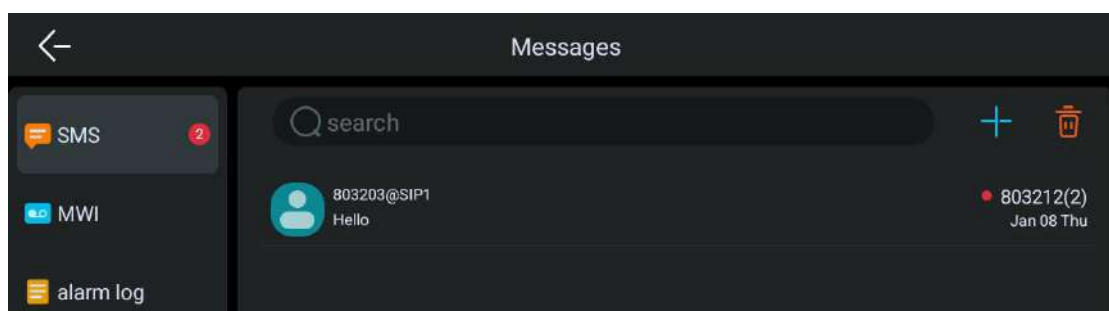 Messages
SMS 2
search
803203@SIP1
Hello
803212(2)
Jan 08 Thu
MWI
alarm log